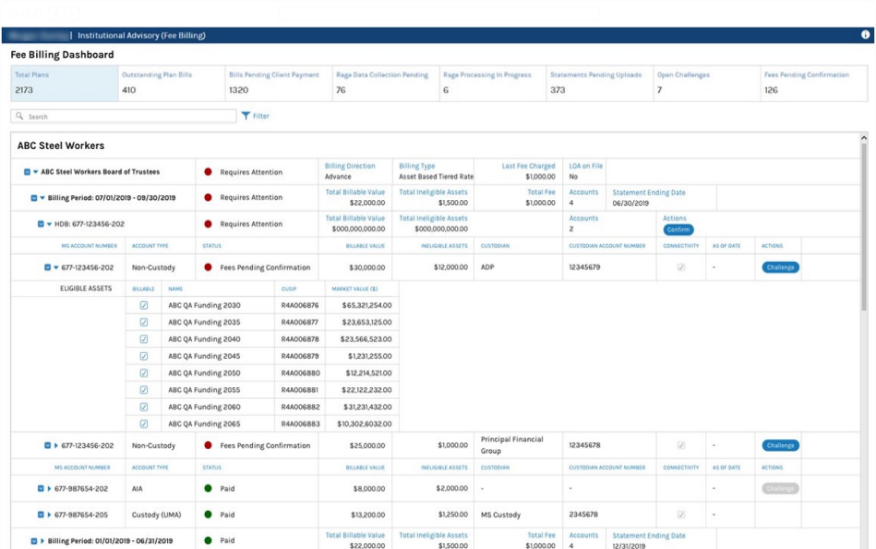 | Institutional Advisory (Fee Billing)
Fee Billing Dashboard
Total Plans Outstanding Plan Bills Bills Pending Client Payment Rage Data Collection Pending Rage Processing In Progress Statements Pending Uploads Open Challenges Fees Pending Confirmation
2173 410 1320 76 6 373 7 126
Search Filter
ABC Steel Workers
ABC Steel Workers Board of Trustees Requires Attention Billing Direction Billing Type Last Fee Charged LOA on File
Advance Asset Based Tiered Rate $1,000.00 No
Billing Period: 07/01/2019 - 09/30/2019 Requires Attention Total Billable Value Total Ineligible Assets Total Fee Accounts Statement Ending Date
$22,000.00 $1,500.00 $1,000.00 4 06/30/2019
HDB: 677-123456-202 Requires Attention Total Billable Value Total Ineligible Assets Accounts Actions
$000,000,000.00 $000,000,000.00 2 Confirm
MS ACCOUNT NUMBER ACCOUNT TYPE STATUS BILLABLE VALUE INELIGIBLE ASSETS CUSTODIAN CUSTODIAN ACCOUNT NUMBER CONNECTIVITY AS OF DATE ACTIONS
677-123456-202 Non-Custody Fees Pending Confirmation $30,000.00 $12,000.00 ADP 12345679 - Challenge
ELIGIBLE ASSETS BILLABLE NAME CUSIP MARKET VALUE ($)
ABC QA Funding 2030 R4A006876 $65,321,254.00
ABC QA Funding 2035 R4A006877 $23,653,125.00
ABC QA Funding 2040 R4A006878 $23,566,523.00
ABC QA Funding 2045 R4A006879 $1,231,255.00
ABC QA Funding 2050 R4A006880 $12,214,521.00
ABC QA Funding 2055 R4A006881 $22,122,232.00
ABC QA Funding 2060 R4A006882 $31,231,432.00
ABC QA Funding 2065 R4A006883 $10,302,6032.00
677-123456-202 Non-Custody Fees Pending Confirmation $25,000.00 $1,000.00 Principal Financial Group 12345678 - Challenge
MS ACCOUNT NUMBER ACCOUNT TYPE STATUS BILLABLE VALUE INELIGIBLE ASSETS CUSTODIAN CUSTODIAN ACCOUNT NUMBER CONNECTIVITY AS OF DATE ACTIONS
677-987654-202 AIA Paid $8,000.00 $2,000.00 - - - Challenge
677-987654-205 Custody (UMA) Paid $13,200.00 $1,250.00 MS Custody 2345678 -
Billing Period: 01/01/2019 - 06/31/2019 Paid Total Billable Value Total Ineligible Assets Total Fee Accounts Statement Ending Date
$22,000.00 $1,500.00 $1,000.00 4 12/31/2019